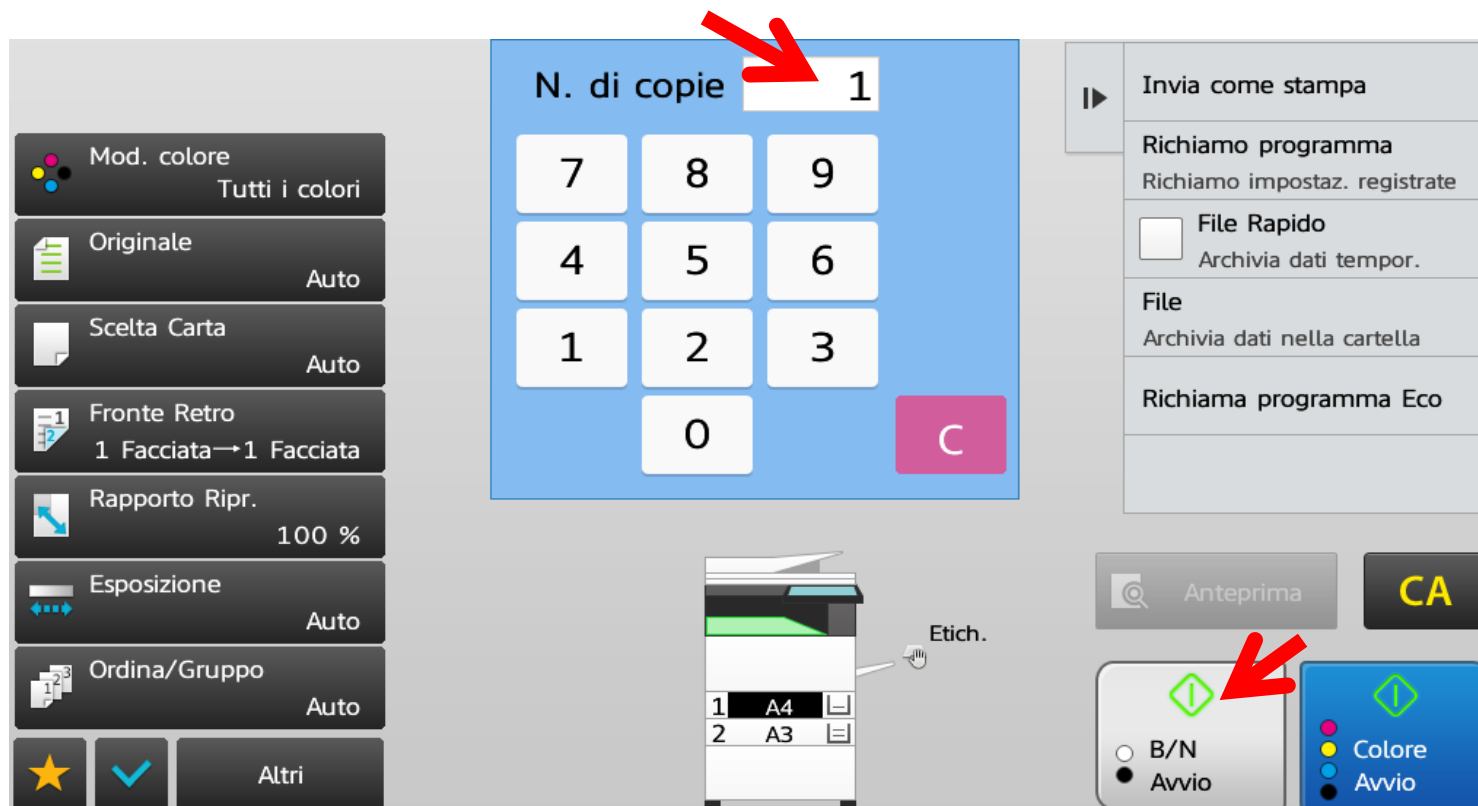 N. di copie 1
7 8 9
4 5 6
1 2 3
0 C
Mod. colore
Tutti i colori
Originale
Auto
Scelta Carta
Auto
Fronte Retro
1 Facciata→1 Facciata
Rapporto Ripr.
100 %
Esposizione
Auto
Ordina/Gruppo
Auto
Altri
Etich.
1 A4
2 A3
Invia come stampa
Richiamo programma
Richiamo impostaz. registrate
File Rapido
Archivia dati tempor.
File
Archivia dati nella cartella
Richiama programma Eco
Anteprima
CA
B/N
Avvio
Colore
Avvio